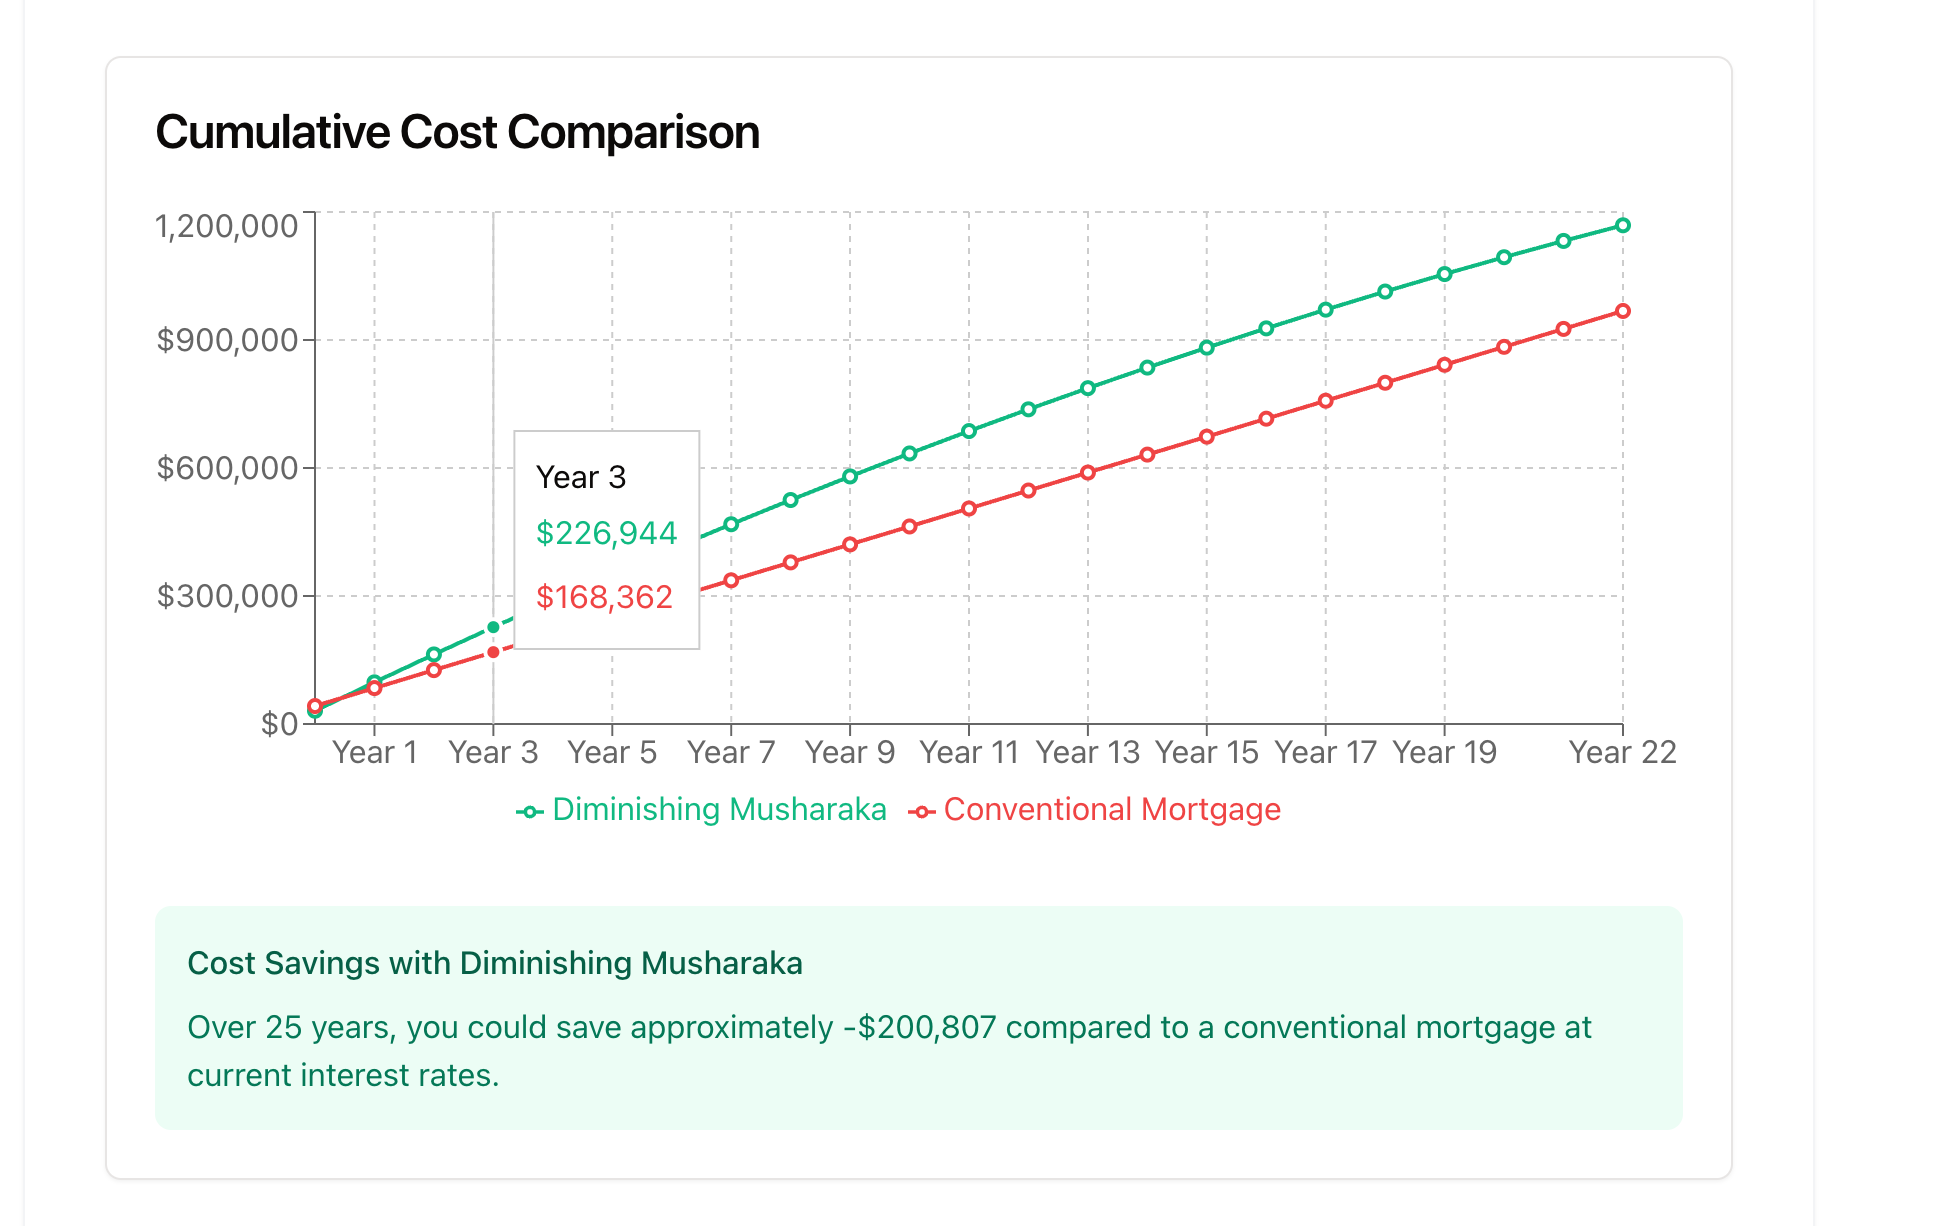 Cumulative Cost Comparison
1,200,000
$900,000
$600,000
$300,000
$0
Year 3
$226,944
$168,362
Year 1 Year 3 Year 5 Year 7 Year 9 Year 11 Year 13 Year 15 Year 17 Year 19 Year 22
Diminishing Musharaka Conventional Mortgage
Cost Savings with Diminishing Musharaka
Over 25 years, you could save approximately -$200,807 compared to a conventional mortgage at
current interest rates.